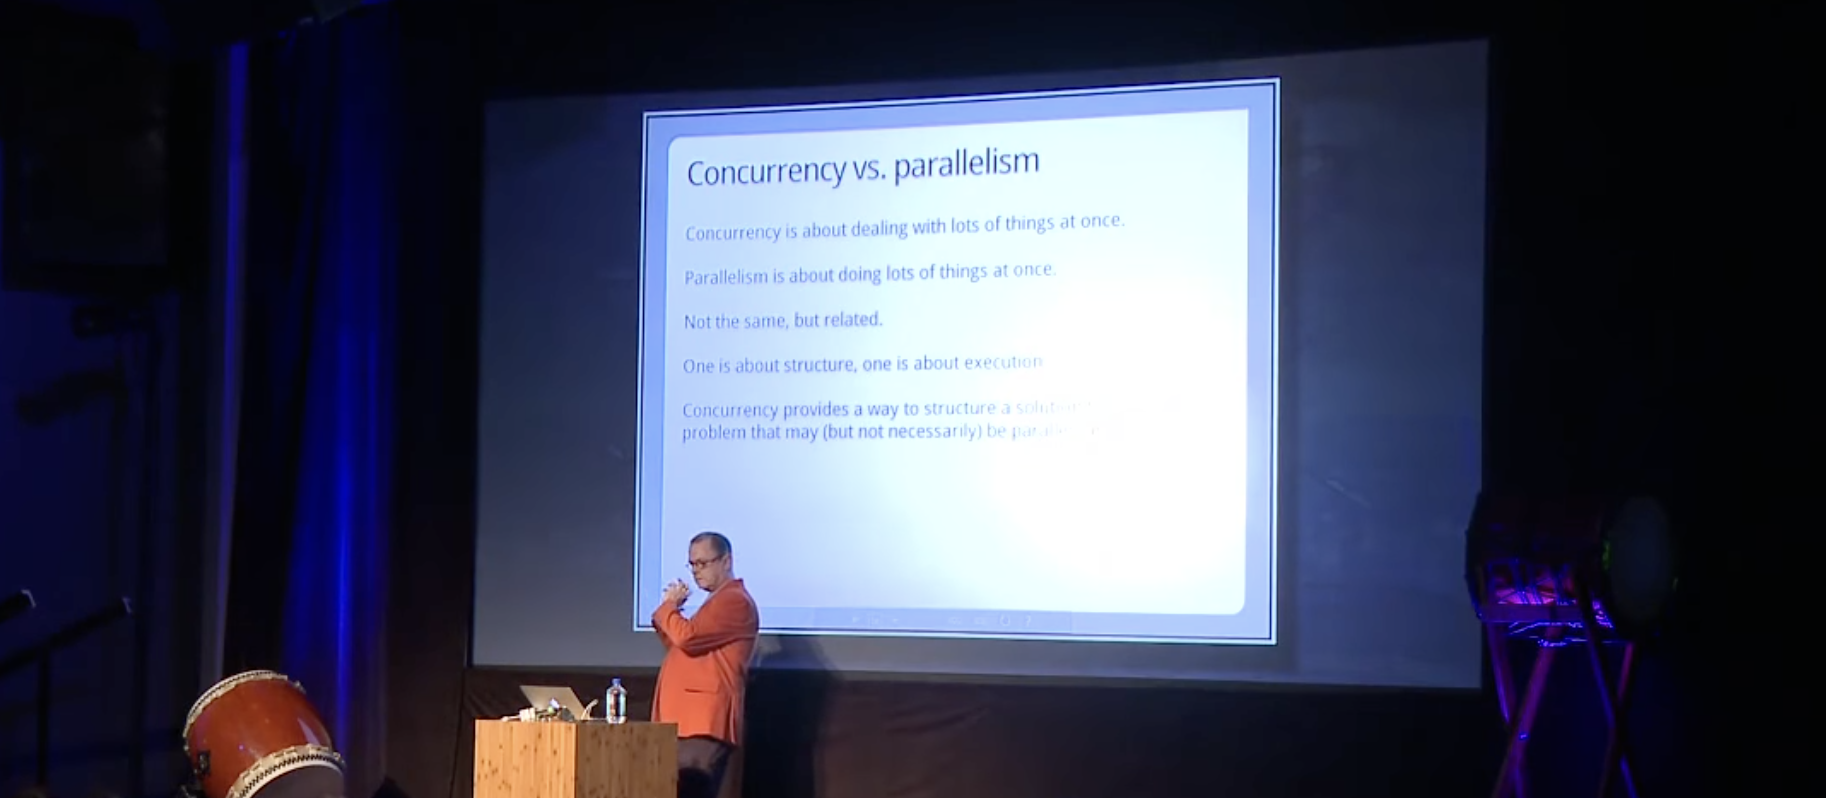 Concurrency vs. parallelism
Concurrency is about dealing with lots of things at once.
Parallelism is about doing lots of things at once.
Not the same, but related.
One is about structure, one is about execution
Concurrency provides a way to structure a
problem that may (but not necessarily) be